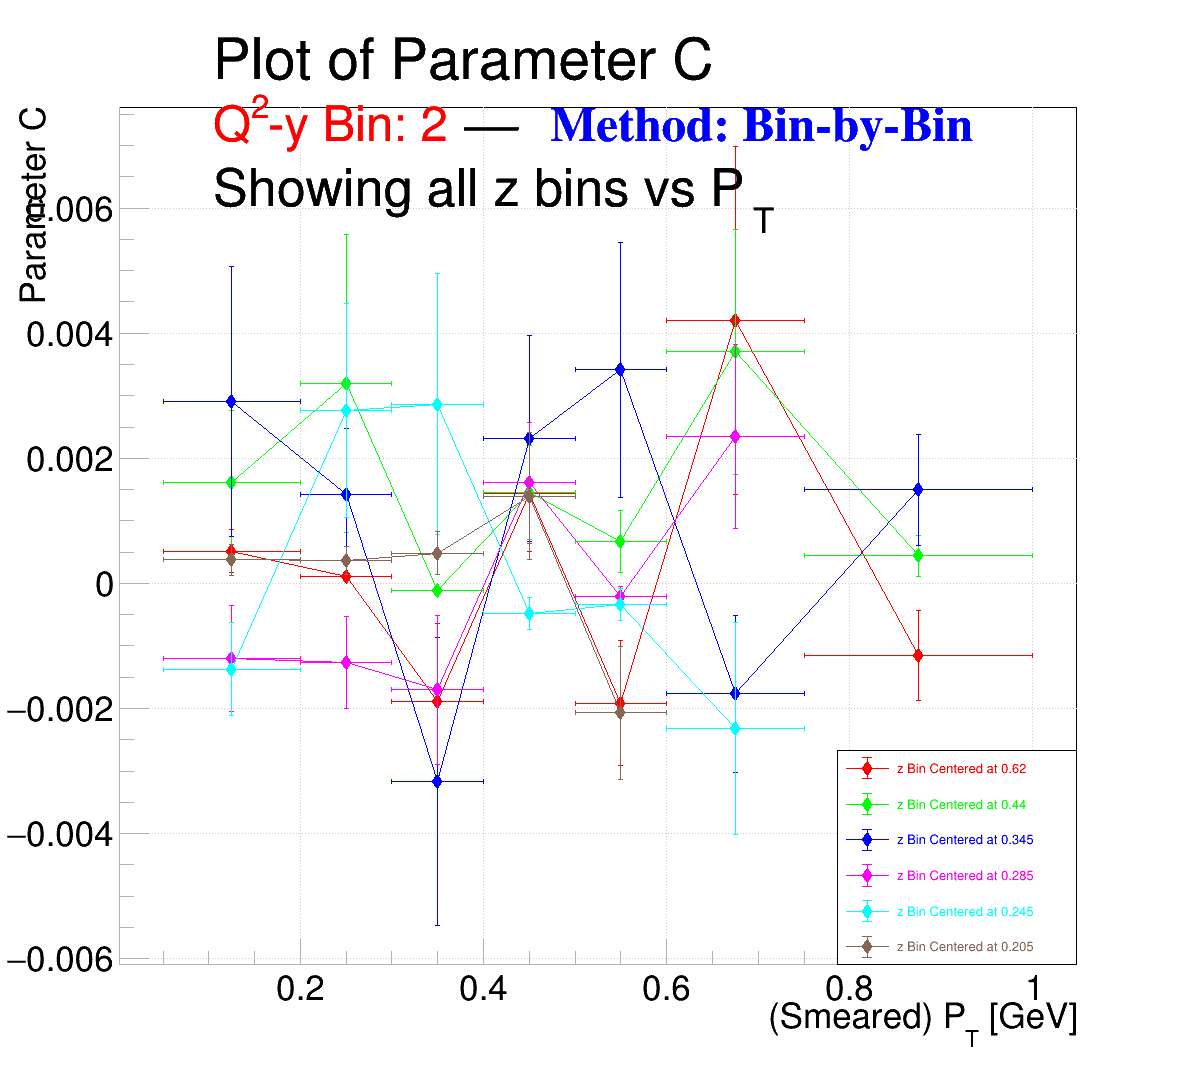 Plot of Parameter C
Q²-y Bin: 2 — Method: Bin-by-Bin
Showing all z bins vs P_T
Parameter C
0.006
0.004
0.002
0
−0.002
−0.004
−0.006
z Bin Centered at 0.62
z Bin Centered at 0.44
z Bin Centered at 0.345
z Bin Centered at 0.285
z Bin Centered at 0.245
z Bin Centered at 0.205
0.2 0.4 0.6 0.8 1
(Smeared) P_T [GeV]